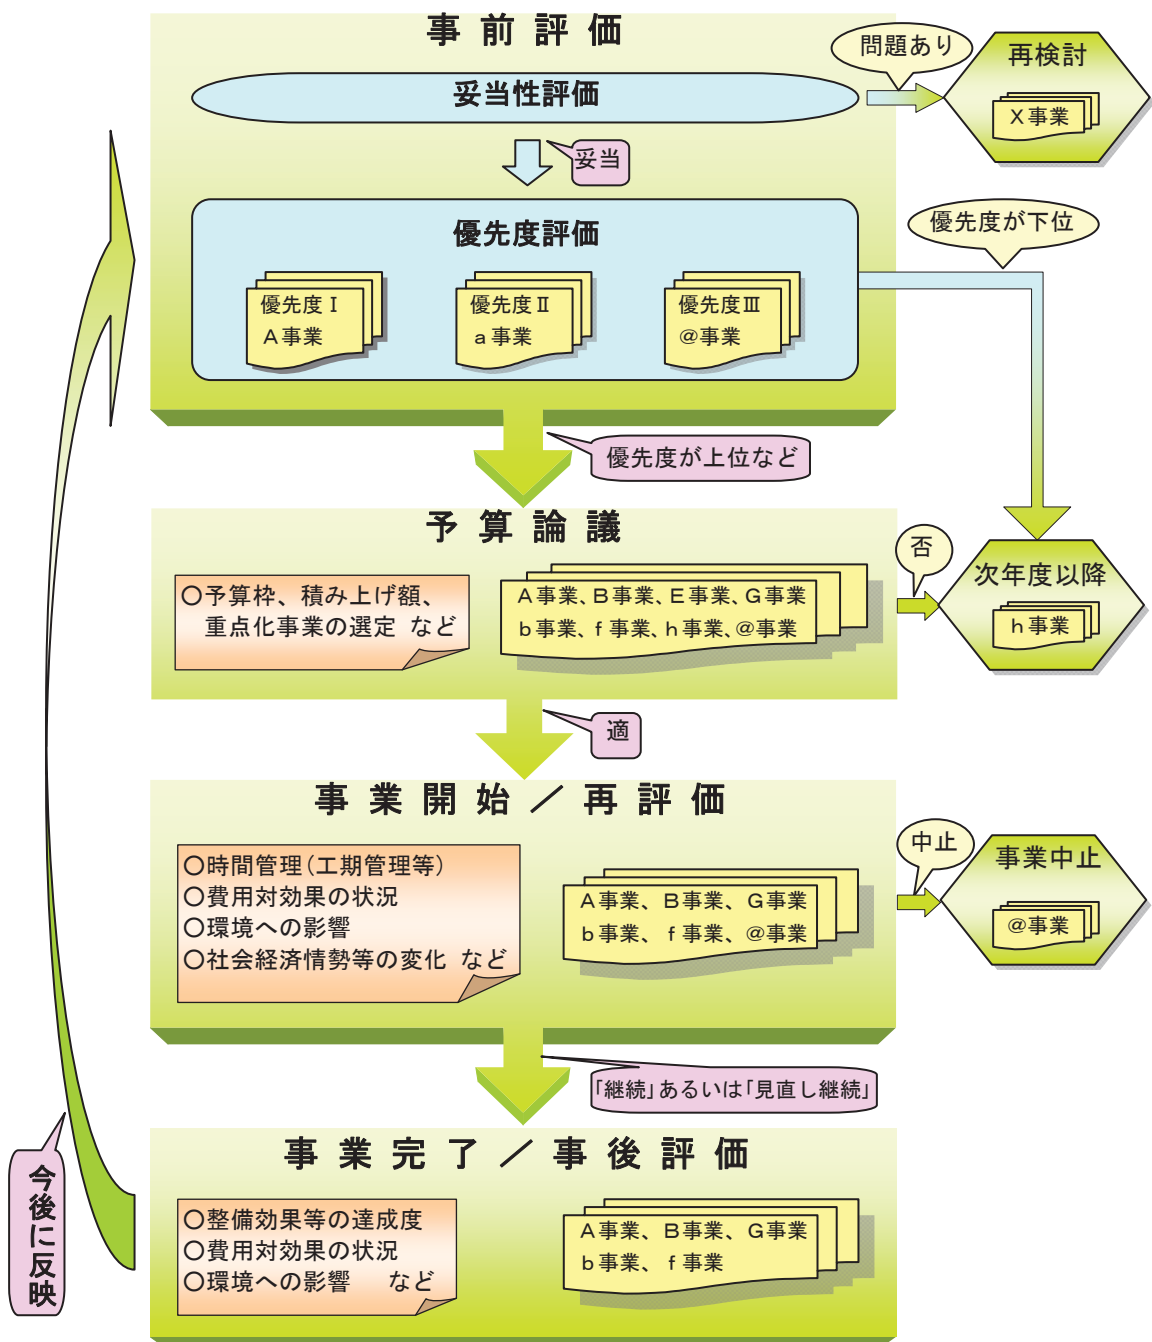 事前評価
妥当性評価
問題あり
再検討
X事業
妥当
優先度評価
優先度Ⅰ
A事業
優先度Ⅱ
a事業
優先度Ⅲ
@事業
優先度が下位
優先度が上位など
予算論議
○予算枠、積み上げ額、
重点化事業の選定 など
A事業、B事業、E事業、G事業
b事業、f事業、h事業、@事業
否
次年度以降
h事業
適
事業開始／再評価
○時間管理(工期管理等)
○費用対効果の状況
○環境への影響
○社会経済情勢等の変化 など
A事業、B事業、G事業
b事業、f事業、@事業
中止
事業中止
@事業
「継続」あるいは「見直し継続」
事業完了／事後評価
○整備効果等の達成度
○費用対効果の状況
○環境への影響 など
A事業、B事業、G事業
b事業、f事業
今後に反映